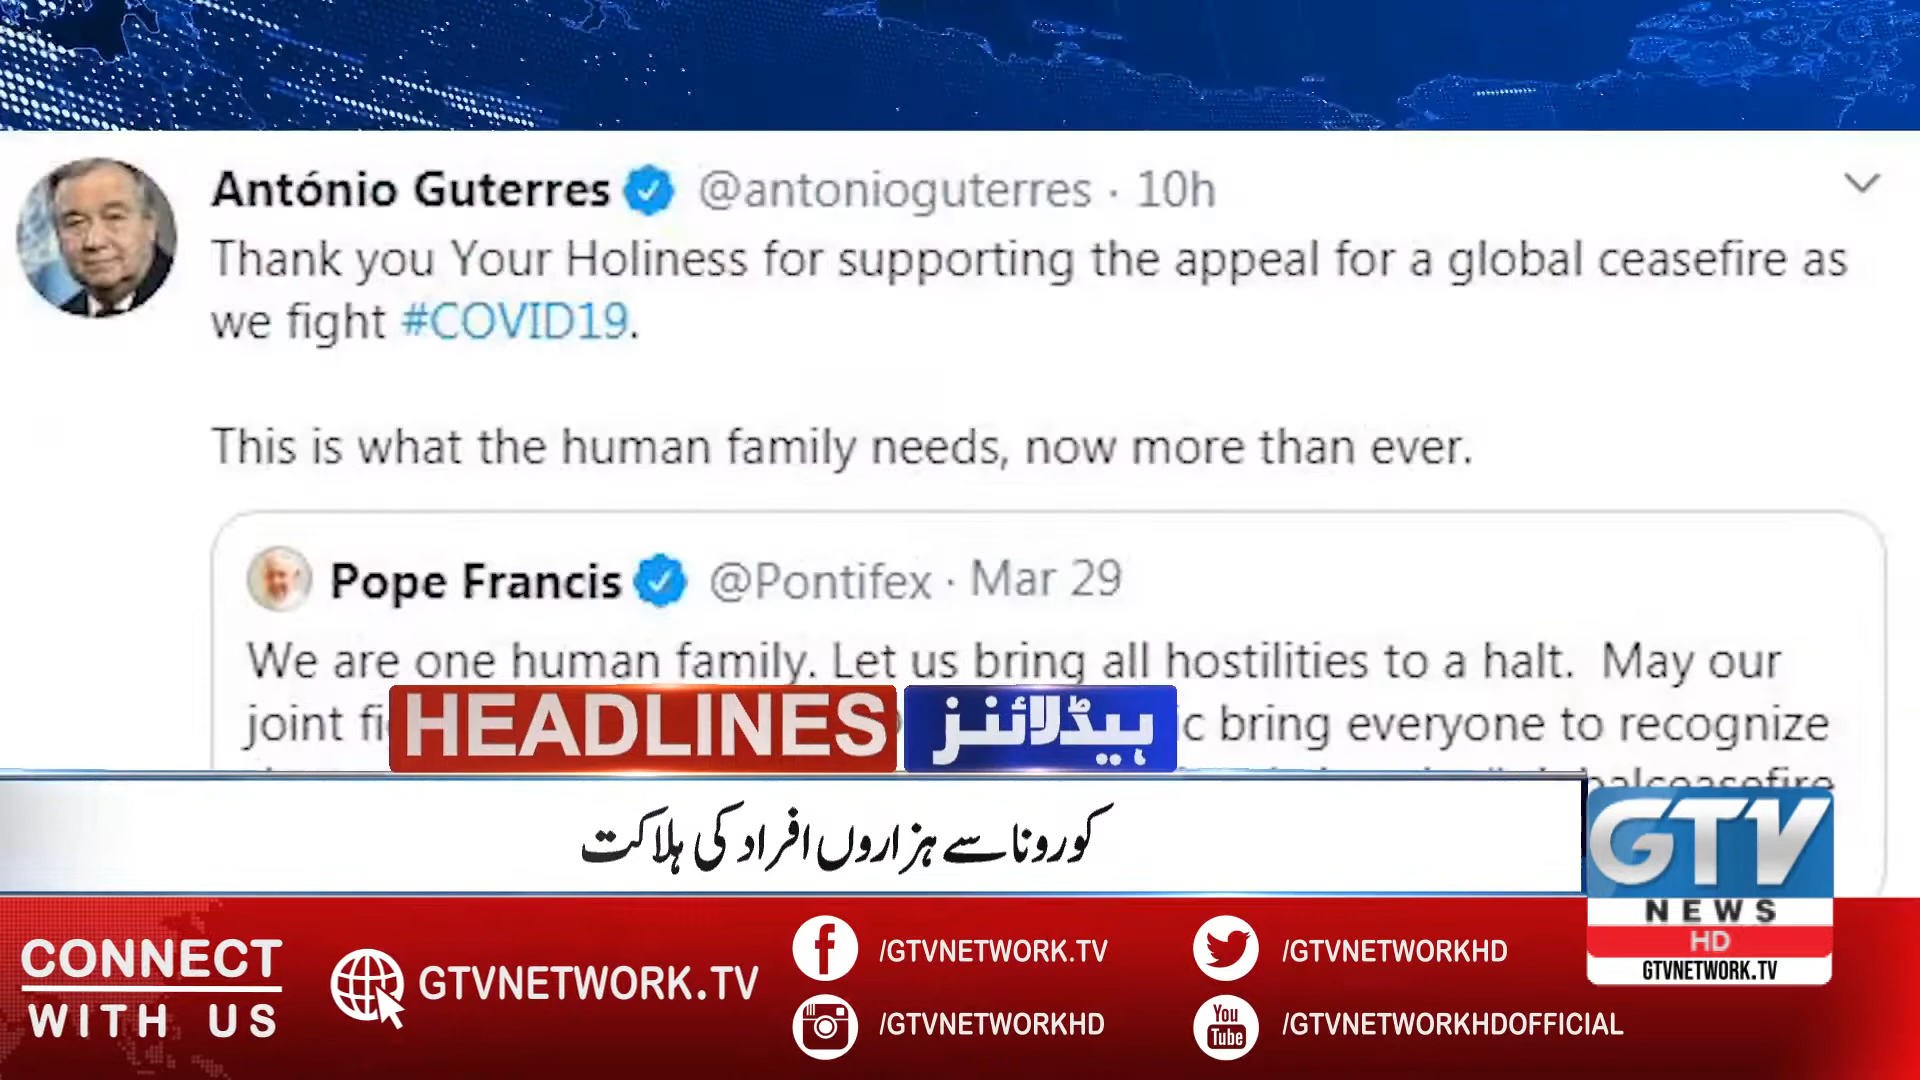 António Guterres @antonioguterres · 10h
Thank you Your Holiness for supporting the appeal for a global ceasefire as
we fight #COVID19.
This is what the human family needs, now more than ever.
Pope Francis @Pontifex · Mar 29
We are one human family. Let us bring all hostilities to a halt. May our
joint bring everyone to recognize
HEADLINES ہیڈلائنز
کورونا سے ہزاروں افراد کی ہلاکت
GTV
NEWS
HD
GTVNETWORK.TV
CONNECT
WITH US
GTVNETWORK.TV
/GTVNETWORK.TV
/GTVNETWORKHD
/GTVNETWORKHD
You
Tube
/GTVNETWORKHDOFFICIAL